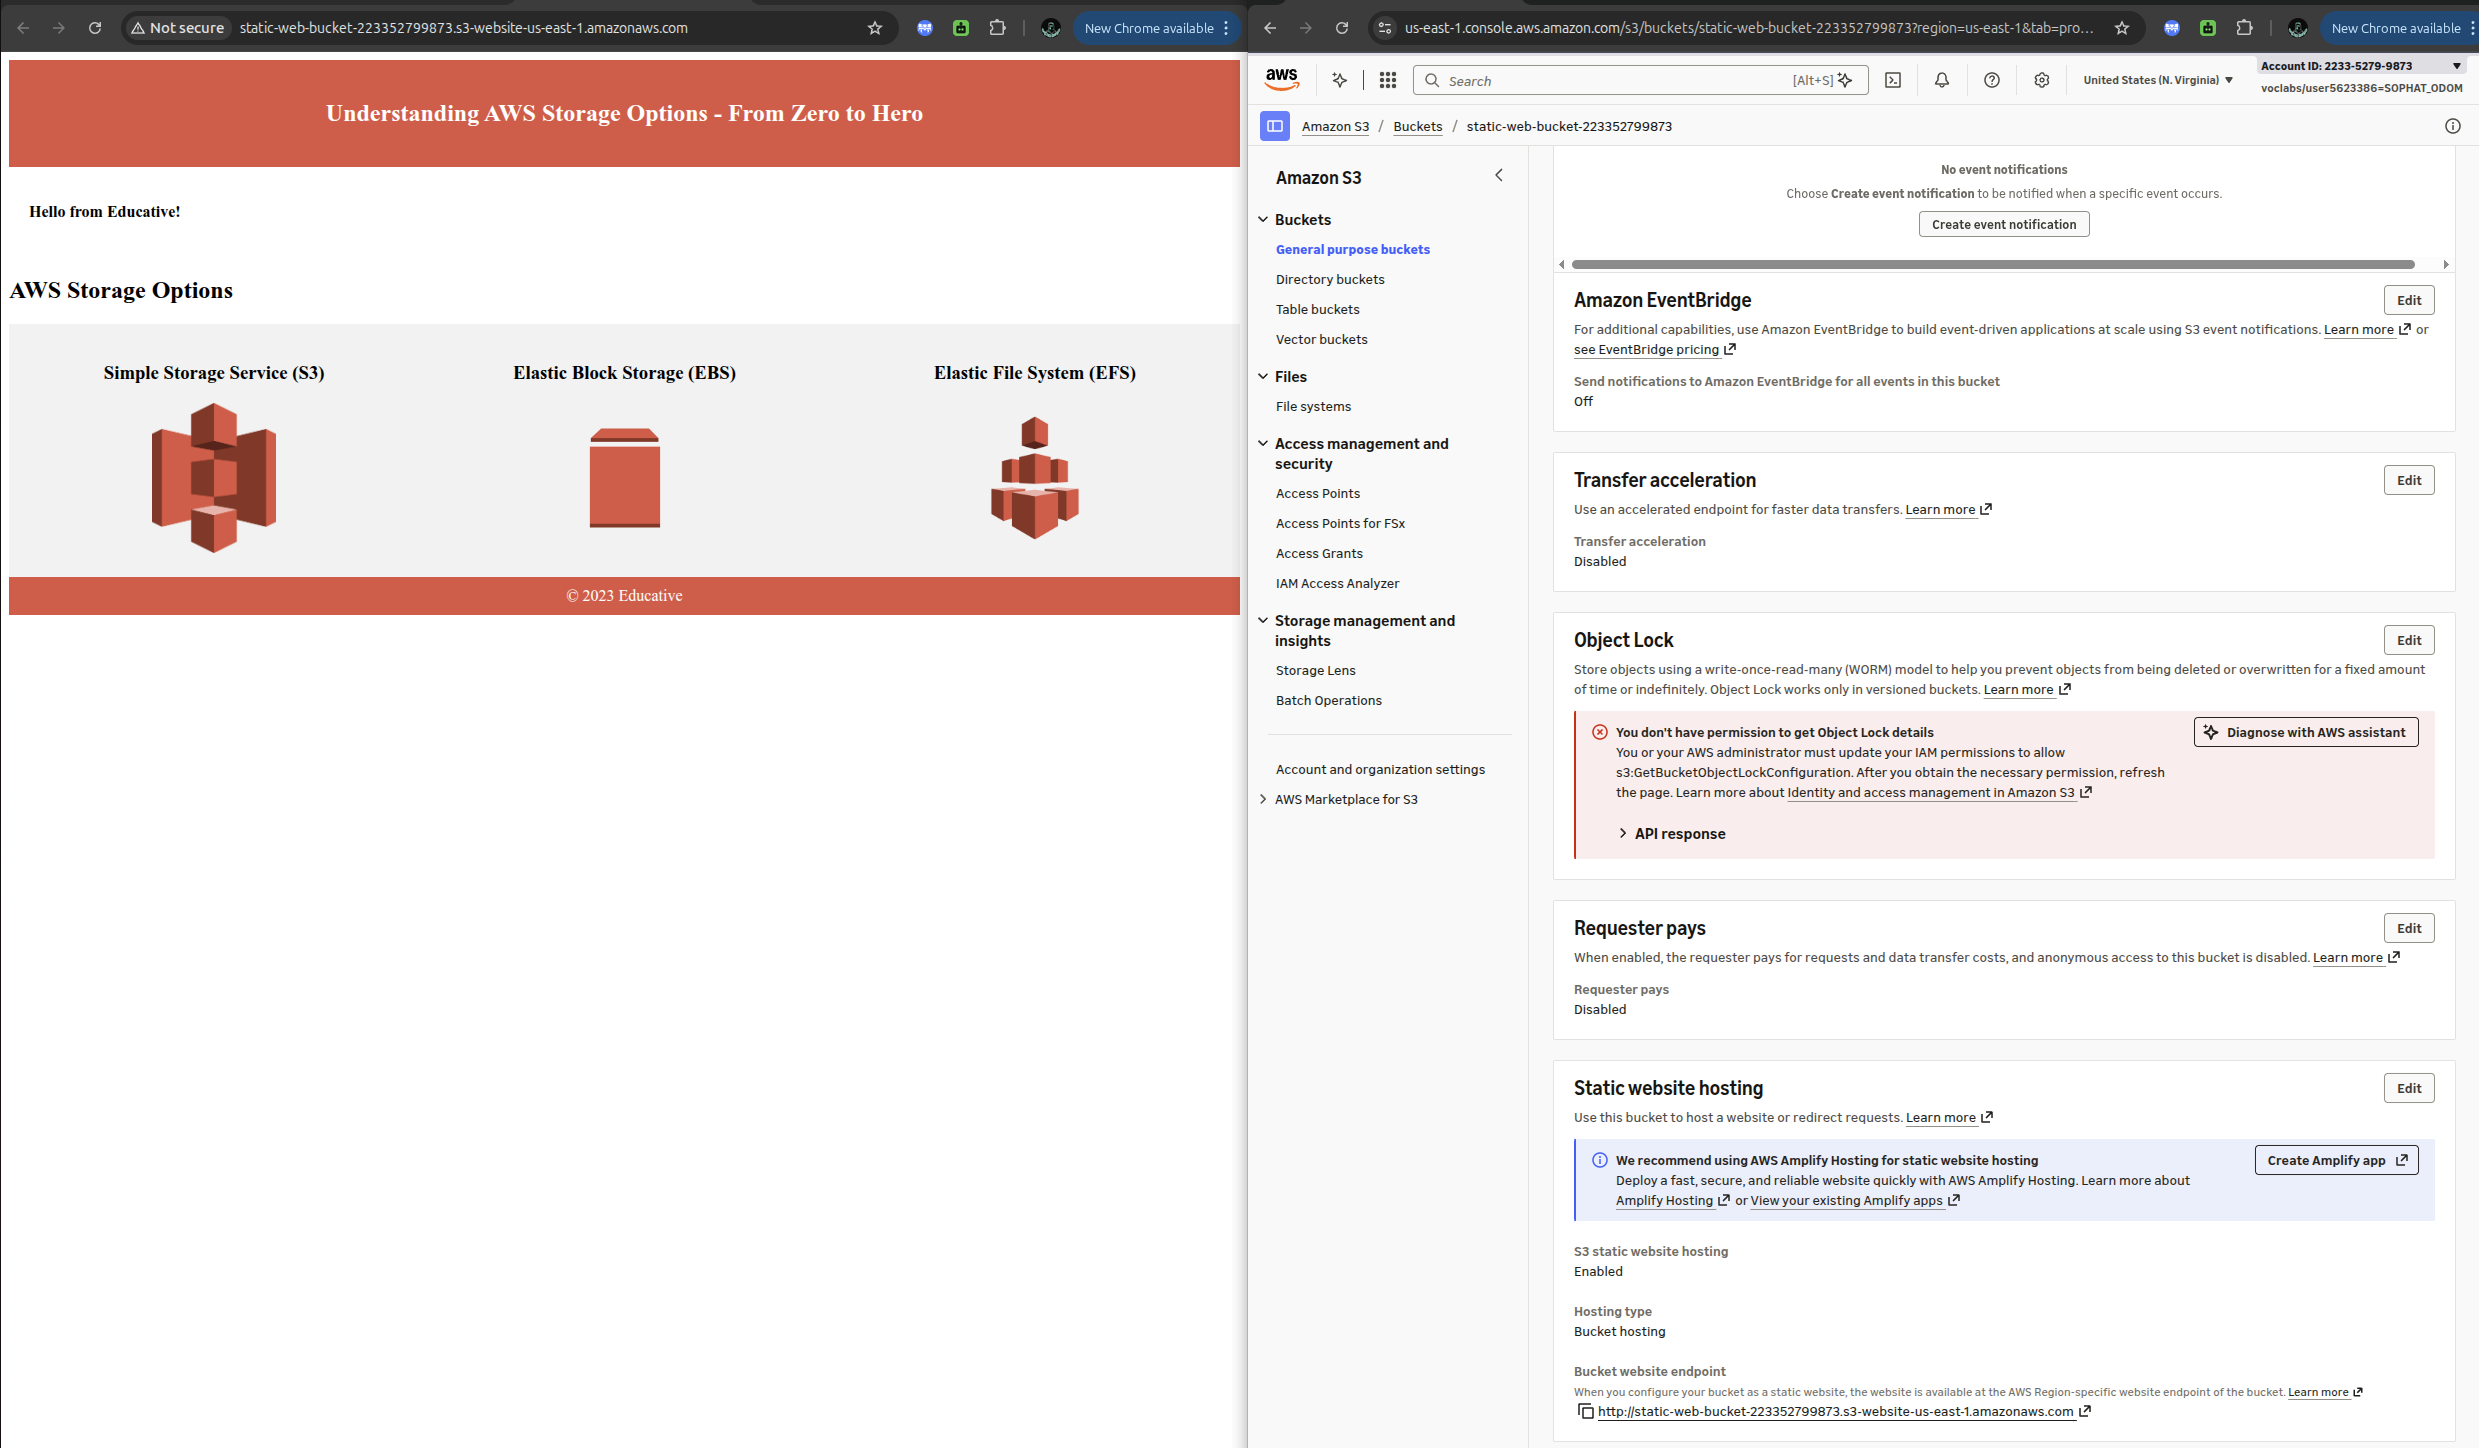 Not secure
static-web-bucket-223352799873.s3-website-us-east-1.amazonaws.com
New Chrome available
Understanding AWS Storage Options - From Zero to Hero
Hello from Educative!
AWS Storage Options
Simple Storage Service (S3)
Elastic Block Storage (EBS)
Elastic File System (EFS)
© 2023 Educative
us-east-1.console.aws.amazon.com/s3/buckets/static-web-bucket-223352799873?region=us-east-1&tab=pro...
New Chrome available
aws
Search
[Alt+S]
United States (N. Virginia)
Account ID: 2233-5279-9873
voclabs/user5623386=SOPHAT_ODOM
Amazon S3 / Buckets / static-web-bucket-223352799873
Amazon S3
Buckets
General purpose buckets
Directory buckets
Table buckets
Vector buckets
Files
File systems
Access management and
security
Access Points
Access Points for FSx
Access Grants
IAM Access Analyzer
Storage management and
insights
Storage Lens
Batch Operations
Account and organization settings
AWS Marketplace for S3
No event notifications
Choose Create event notification to be notified when a specific event occurs.
Create event notification
Amazon EventBridge
Edit
For additional capabilities, use Amazon EventBridge to build event-driven applications at scale using S3 event notifications. Learn more or
see EventBridge pricing
Send notifications to Amazon EventBridge for all events in this bucket
Off
Transfer acceleration
Edit
Use an accelerated endpoint for faster data transfers. Learn more
Transfer acceleration
Disabled
Object Lock
Edit
Store objects using a write-once-read-many (WORM) model to help you prevent objects from being deleted or overwritten for a fixed amount
of time or indefinitely. Object Lock works only in versioned buckets. Learn more
You don't have permission to get Object Lock details
Diagnose with AWS assistant
You or your AWS administrator must update your IAM permissions to allow
s3:GetBucketObjectLockConfiguration. After you obtain the necessary permission, refresh
the page. Learn more about Identity and access management in Amazon S3
API response
Requester pays
Edit
When enabled, the requester pays for requests and data transfer costs, and anonymous access to this bucket is disabled. Learn more
Requester pays
Disabled
Static website hosting
Edit
Use this bucket to host a website or redirect requests. Learn more
We recommend using AWS Amplify Hosting for static website hosting
Create Amplify app
Deploy a fast, secure, and reliable website quickly with AWS Amplify Hosting. Learn more about
Amplify Hosting or View your existing Amplify apps
S3 static website hosting
Enabled
Hosting type
Bucket hosting
Bucket website endpoint
When you configure your bucket as a static website, the website is available at the AWS Region-specific website endpoint of the bucket. Learn more
http://static-web-bucket-223352799873.s3-website-us-east-1.amazonaws.com